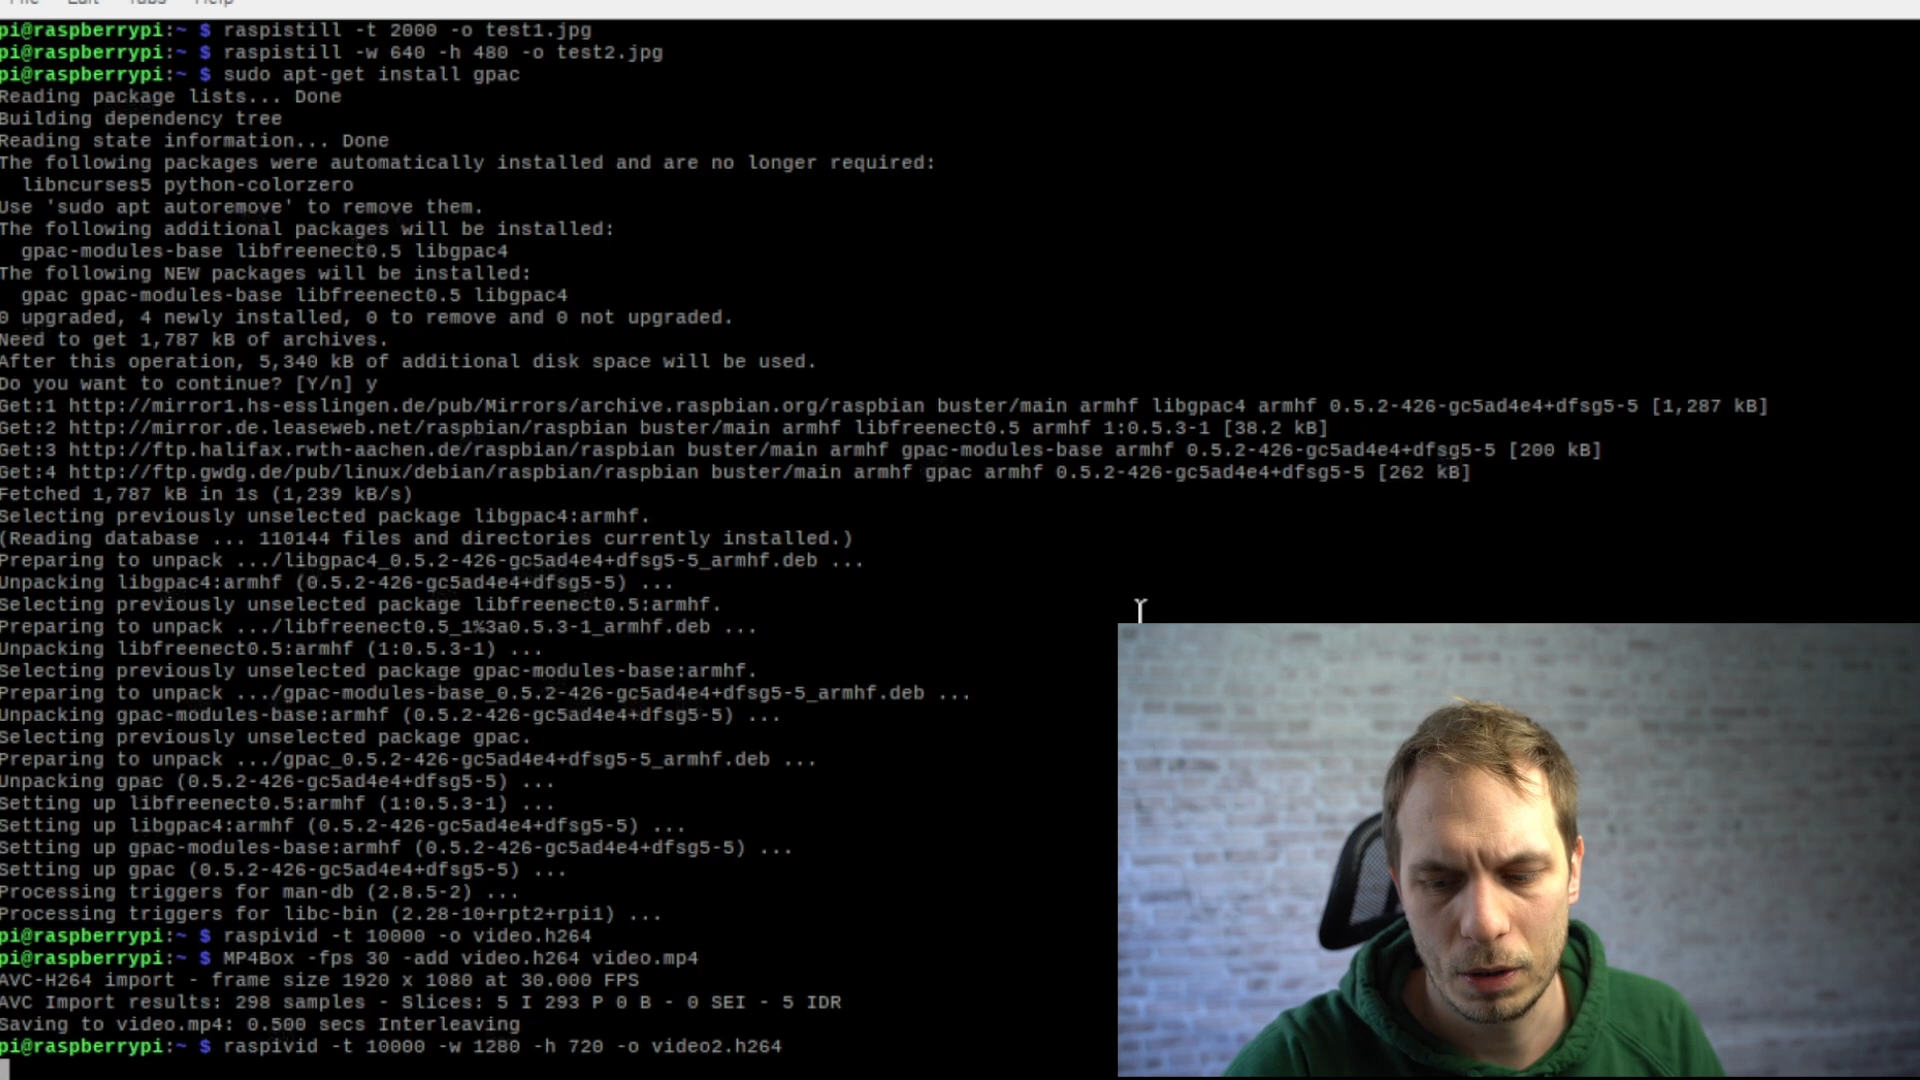 File Edit Tabs Help
pi@raspberrypi:~ $ raspistill -t 2000 -o test1.jpg
pi@raspberrypi:~ $ raspistill -w 640 -h 480 -o test2.jpg
pi@raspberrypi:~ $ sudo apt-get install gpac
Reading package lists... Done
Building dependency tree
Reading state information... Done
The following packages were automatically installed and are no longer required:
  libncurses5 python-colorzero
Use 'sudo apt autoremove' to remove them.
The following additional packages will be installed:
  gpac-modules-base libfreenect0.5 libgpac4
The following NEW packages will be installed:
  gpac gpac-modules-base libfreenect0.5 libgpac4
0 upgraded, 4 newly installed, 0 to remove and 0 not upgraded.
Need to get 1,787 kB of archives.
After this operation, 5,340 kB of additional disk space will be used.
Do you want to continue? [Y/n] y
Get:1 http://mirror1.hs-esslingen.de/pub/Mirrors/archive.raspbian.org/raspbian buster/main armhf libgpac4 armhf 0.5.2-426-gc5ad4e4+dfsg5-5 [1,287 kB]
Get:2 http://mirror.de.leaseweb.net/raspbian/raspbian buster/main armhf libfreenect0.5 armhf 1:0.5.3-1 [38.2 kB]
Get:3 http://ftp.halifax.rwth-aachen.de/raspbian/raspbian buster/main armhf gpac-modules-base armhf 0.5.2-426-gc5ad4e4+dfsg5-5 [200 kB]
Get:4 http://ftp.gwdg.de/pub/linux/debian/raspbian/raspbian buster/main armhf gpac armhf 0.5.2-426-gc5ad4e4+dfsg5-5 [262 kB]
Fetched 1,787 kB in 1s (1,239 kB/s)
Selecting previously unselected package libgpac4:armhf.
(Reading database ... 110144 files and directories currently installed.)
Preparing to unpack .../libgpac4_0.5.2-426-gc5ad4e4+dfsg5-5_armhf.deb ...
Unpacking libgpac4:armhf (0.5.2-426-gc5ad4e4+dfsg5-5) ...
Selecting previously unselected package libfreenect0.5:armhf.
Preparing to unpack .../libfreenect0.5_1%3a0.5.3-1_armhf.deb ...
Unpacking libfreenect0.5:armhf (1:0.5.3-1) ...
Selecting previously unselected package gpac-modules-base:armhf.
Preparing to unpack .../gpac-modules-base_0.5.2-426-gc5ad4e4+dfsg5-5_armhf.deb ...
Unpacking gpac-modules-base:armhf (0.5.2-426-gc5ad4e4+dfsg5-5) ...
Selecting previously unselected package gpac.
Preparing to unpack .../gpac_0.5.2-426-gc5ad4e4+dfsg5-5_armhf.deb ...
Unpacking gpac (0.5.2-426-gc5ad4e4+dfsg5-5) ...
Setting up libfreenect0.5:armhf (1:0.5.3-1) ...
Setting up libgpac4:armhf (0.5.2-426-gc5ad4e4+dfsg5-5) ...
Setting up gpac-modules-base:armhf (0.5.2-426-gc5ad4e4+dfsg5-5) ...
Setting up gpac (0.5.2-426-gc5ad4e4+dfsg5-5) ...
Processing triggers for man-db (2.8.5-2) ...
Processing triggers for libc-bin (2.28-10+rpt2+rpi1) ...
pi@raspberrypi:~ $ raspivid -t 10000 -o video.h264
pi@raspberrypi:~ $ MP4Box -fps 30 -add video.h264 video.mp4
AVC-H264 import - frame size 1920 x 1080 at 30.000 FPS
AVC Import results: 298 samples - Slices: 5 I 293 P 0 B - 0 SEI - 5 IDR
Saving to video.mp4: 0.500 secs Interleaving
pi@raspberrypi:~ $ raspivid -t 10000 -w 1280 -h 720 -o video2.h264